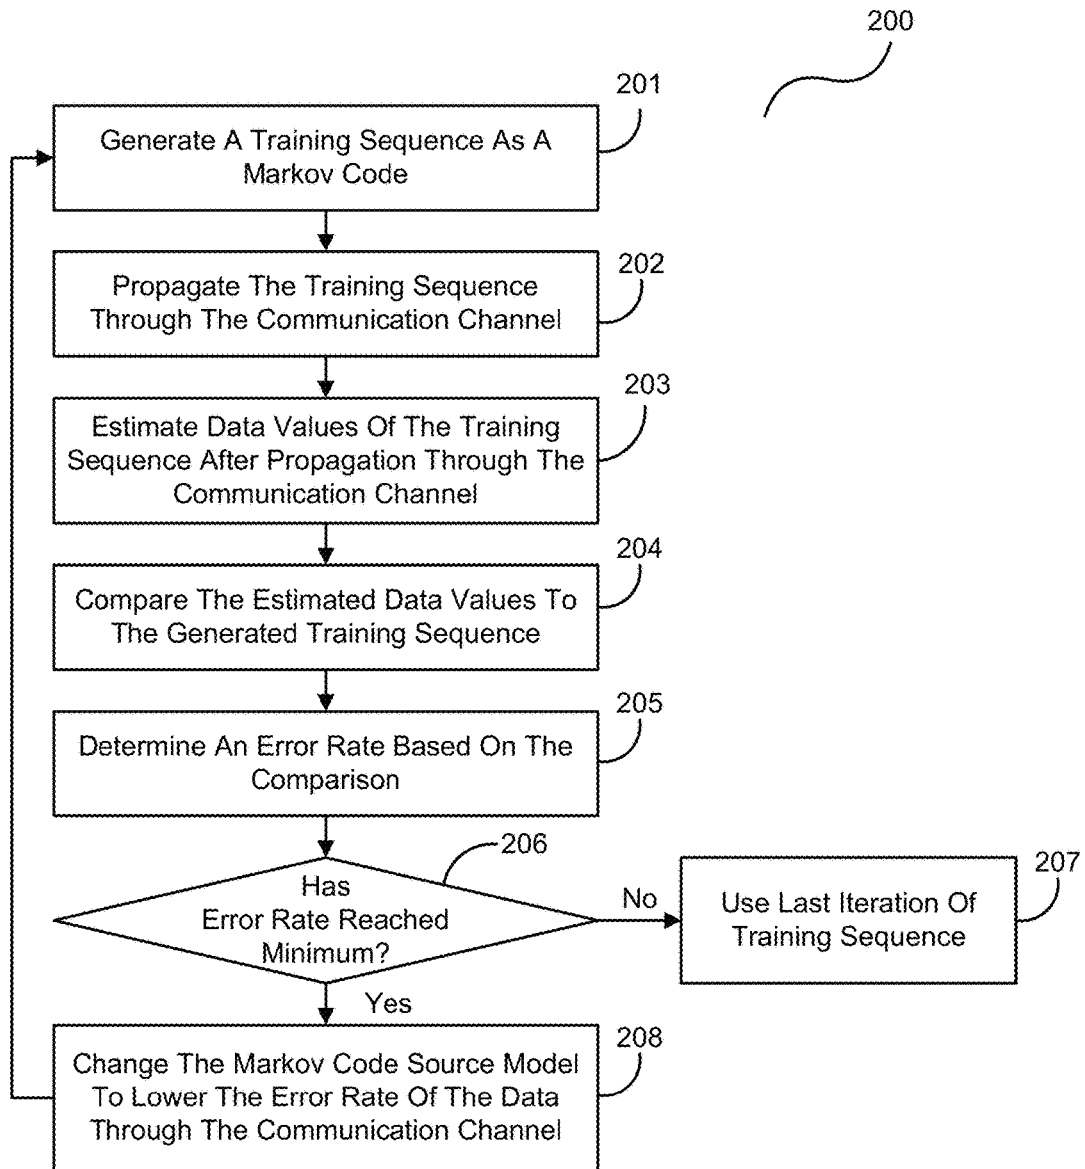 200
201
Generate A Training Sequence As A
Markov Code
202
Propagate The Training Sequence
Through The Communication Channel
203
Estimate Data Values Of The Training
Sequence After Propagation Through The
Communication Channel
204
Compare The Estimated Data Values To
The Generated Training Sequence
205
Determine An Error Rate Based On The
Comparison
206
Has
Error Rate Reached
Minimum?
No
207
Use Last Iteration Of
Training Sequence
Yes
208
Change The Markov Code Source Model
To Lower The Error Rate Of The Data
Through The Communication Channel